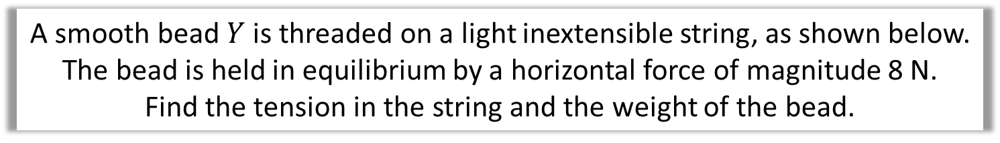 A smooth bead Y is threaded on a light inextensible string, as shown below.
The bead is held in equilibrium by a horizontal force of magnitude 8 N.
Find the tension in the string and the weight of the bead.